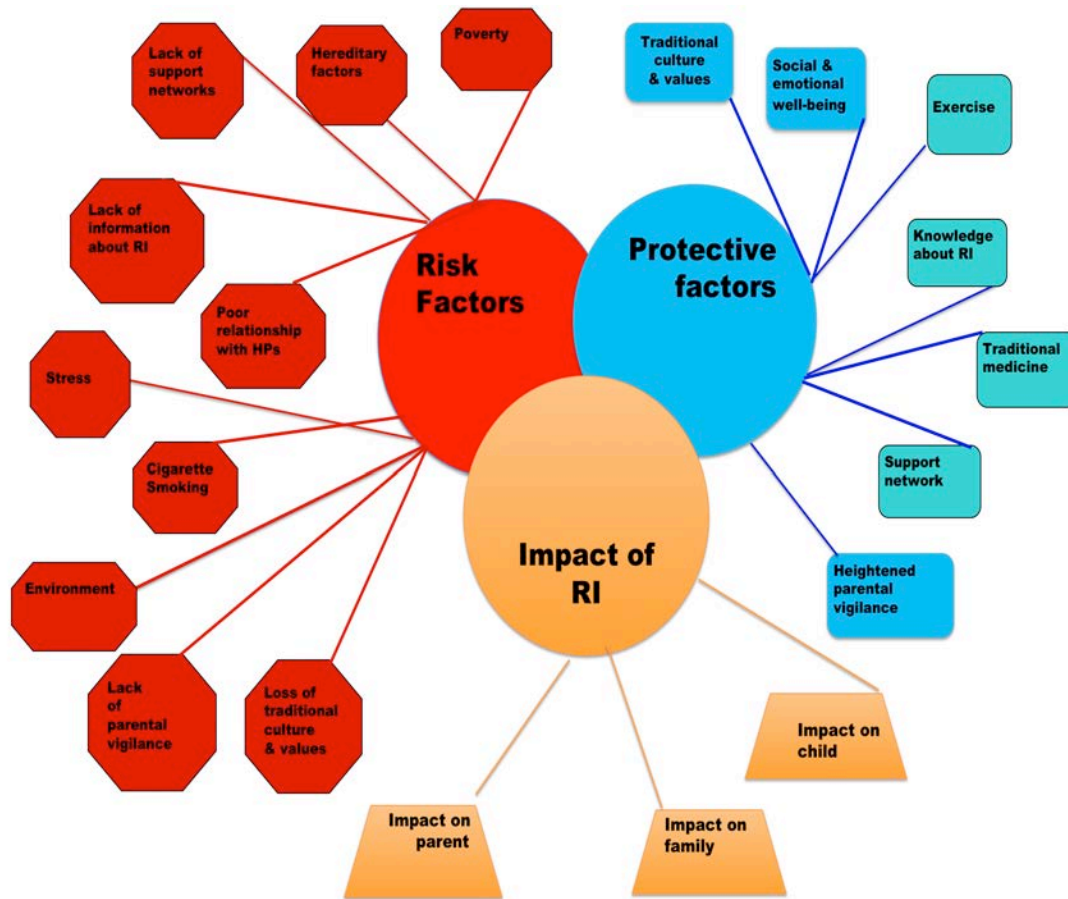 Lack of
support
networks
Hereditary
factors
Poverty
Traditional
culture
& values
Social &
emotional
well-being
Exercise
Lack of
information
about RI
Knowledge
about RI
Risk
Factors
Protective
factors
Poor
relationship
with HPs
Traditional
medicine
Stress
Cigarette
Smoking
Support
network
Impact of
RI
Environment
Heightened
parental
vigilance
Lack
of
parental
vigilance
Loss of
traditional
culture
& values
Impact on
child
Impact on
parent
Impact on
family